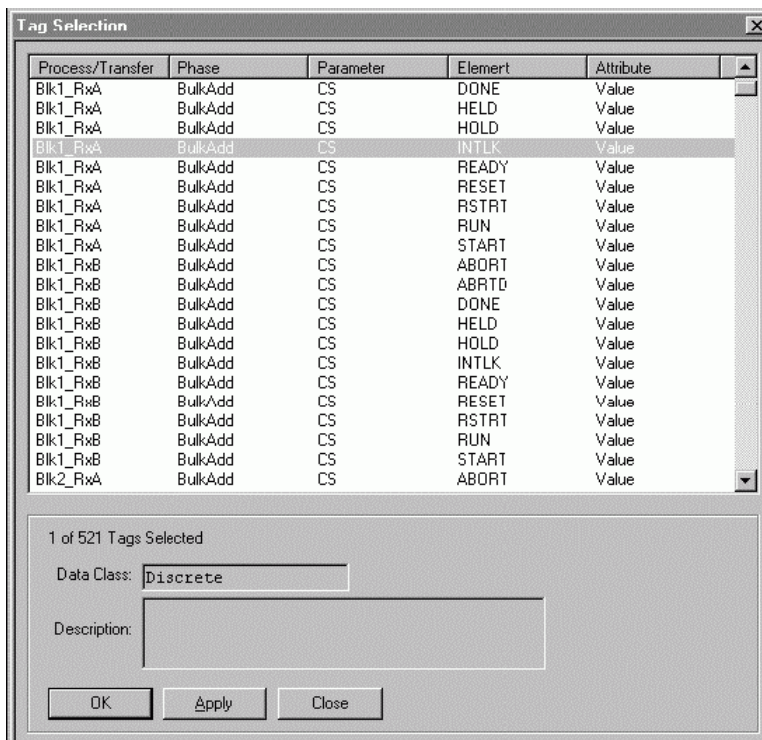 Tag Selection
Process/Transfer Phase Parameter Element Attribute
Blk1_RxA BulkAdd CS DONE Value
Blk1_RxA BulkAdd CS HELD Value
Blk1_RxA BulkAdd CS HOLD Value
Blk1_RxA BulkAdd CS INTLK Value
Blk1_RxA BulkAdd CS READY Value
Blk1_RxA BulkAdd CS RESET Value
Blk1_RxA BulkAdd CS RSTRT Value
Blk1_RxA BulkAdd CS RUN Value
Blk1_RxA BulkAdd CS START Value
Blk1_RxB BulkAdd CS ABORT Value
Blk1_RxB BulkAdd CS ABRTD Value
Blk1_RxB BulkAdd CS DONE Value
Blk1_RxB BulkAdd CS HELD Value
Blk1_RxB BulkAdd CS HOLD Value
Blk1_RxB BulkAdd CS INTLK Value
Blk1_RxB BulkAdd CS READY Value
Blk1_RxB BulkAdd CS RESET Value
Blk1_RxB BulkAdd CS RSTRT Value
Blk1_RxB BulkAdd CS RUN Value
Blk1_RxB BulkAdd CS START Value
Blk2_RxA BulkAdd CS ABORT Value
1 of 521 Tags Selected
Data Class: Discrete
Description:
OK Apply Close